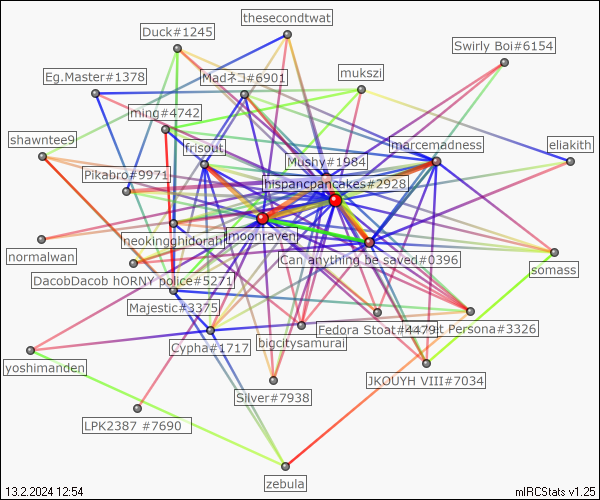 thesecondtwat
Duck#1245
Swirly Boi#6154
Eg.Master#1378
Madネコ#6901
mukszi
ming#4742
shawntee9
frisout
marcemadness
eliakith
Mushy#1984
Pikabro#9971
hispancpancakes#2928
neokingghidorah
moonraven
normalwan
Can anything be saved#0396
somass
DacobDacob hORNY police#5271
Majestic#3375
Fedora Stoat#4479
t Persona#3326
Cypha#1717
bigcitysamurai
yoshimanden
JKOUYH VIII#7034
Silver#7938
LPK2387 #7690
zebula
13.2.2024 12:54
mIRCStats v1.25